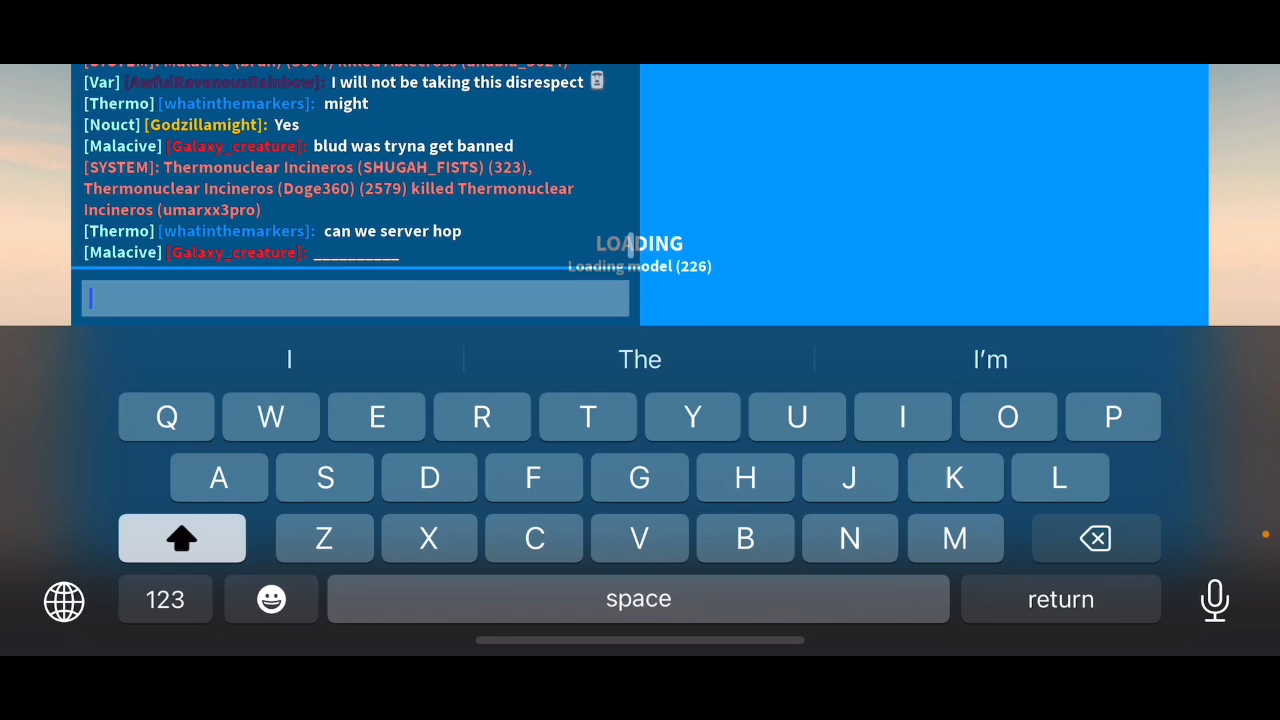 [Var] [AwfulRavenousRainbow]: I will not be taking this disrespect 🗿
[Thermo] [whatinthemarkers]: might
[Nouct] [Godzillamight]: Yes
[Malacive] [Galaxy_creature]: blud was tryna get banned
[SYSTEM]: Thermonuclear Incineros (SHUGAH_FISTS) (323),
Thermonuclear Incineros (Doge360) (2579) killed Thermonuclear
Incineros (umarxx3pro)
[Thermo] [whatinthemarkers]: can we server hop
[Malacive] [Galaxy_creature]: __________
LOADING
Loading model (226)
I The I'm
Q W E R T Y U I O P
A S D F G H J K L
Z X C V B N M
123 space return